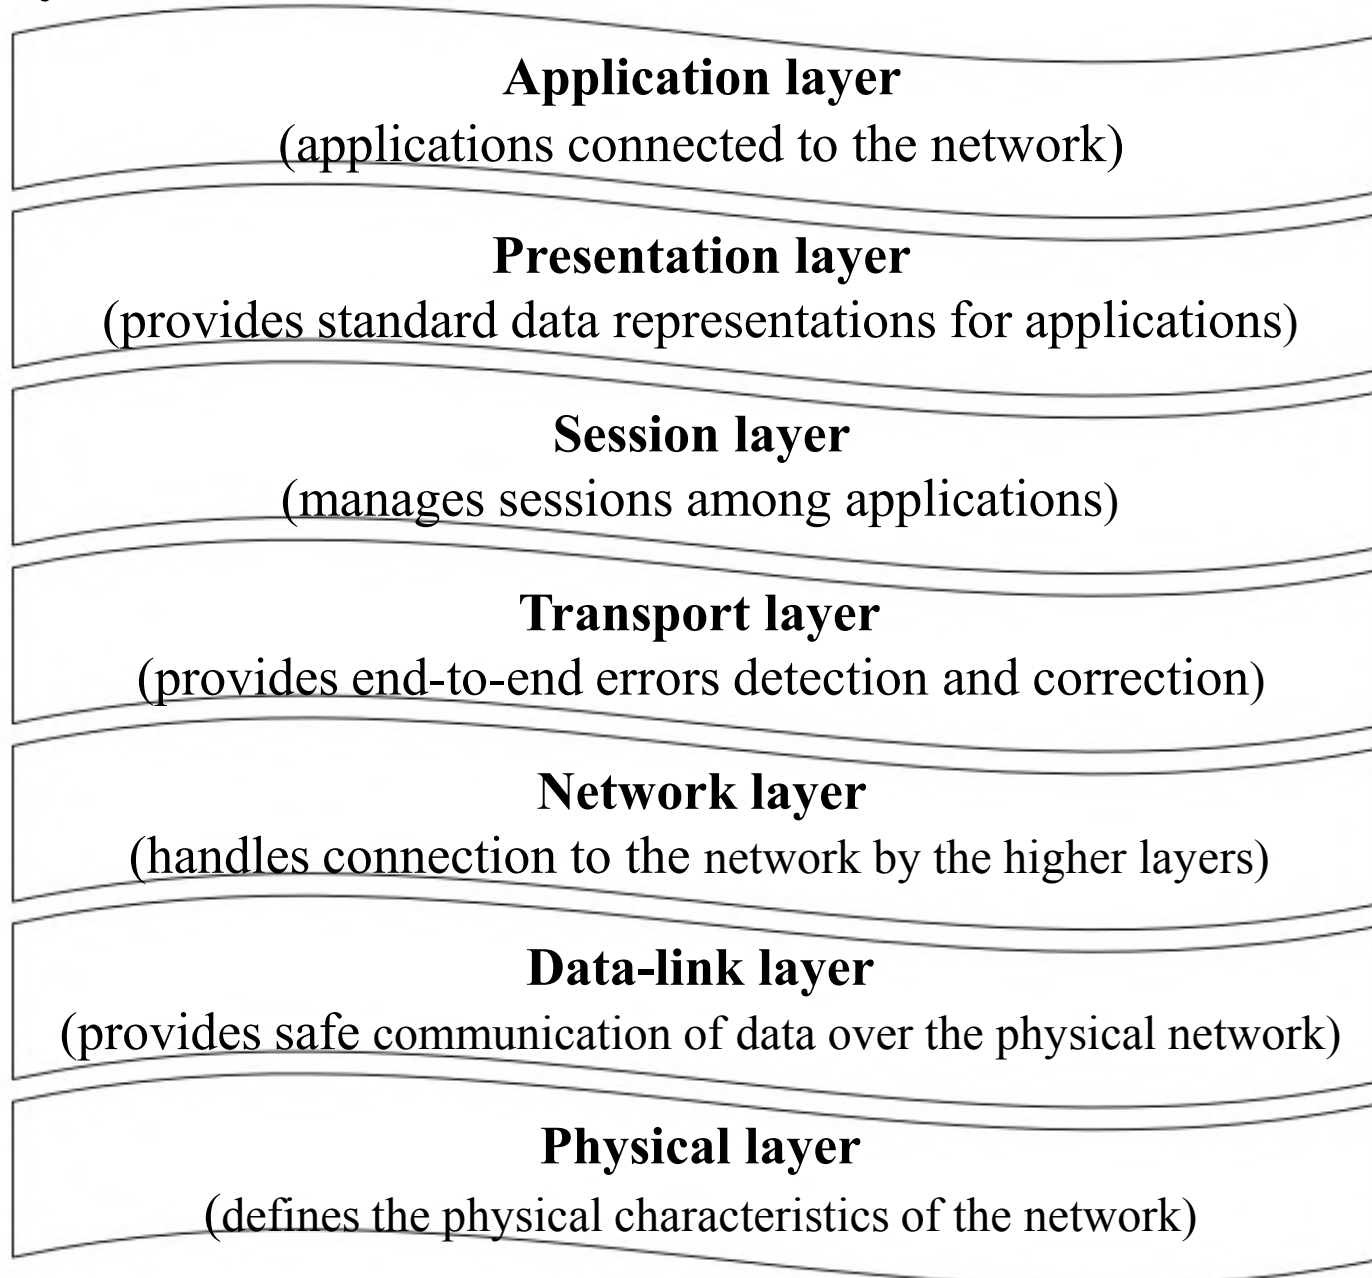 Application layer
(applications connected to the network)
Presentation layer
(provides standard data representations for applications)
Session layer
(manages sessions among applications)
Transport layer
(provides end-to-end errors detection and correction)
Network layer
(handles connection to the network by the higher layers)
Data-link layer
(provides safe communication of data over the physical network)
Physical layer
(defines the physical characteristics of the network)